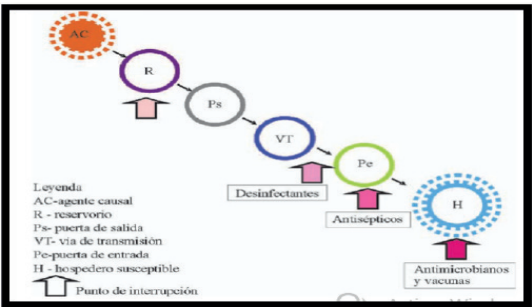 AC
R
Ps
VT
Pe
H
Desinfectantes
Antisépticos
Antimicrobianos
y vacunas
Leyenda
AC-agente causal
R - reservorio
Ps- puerta de salida
VT- vía de transmisión
Pe-puerta de entrada
H - hospedero susceptible
Punto de interrupción